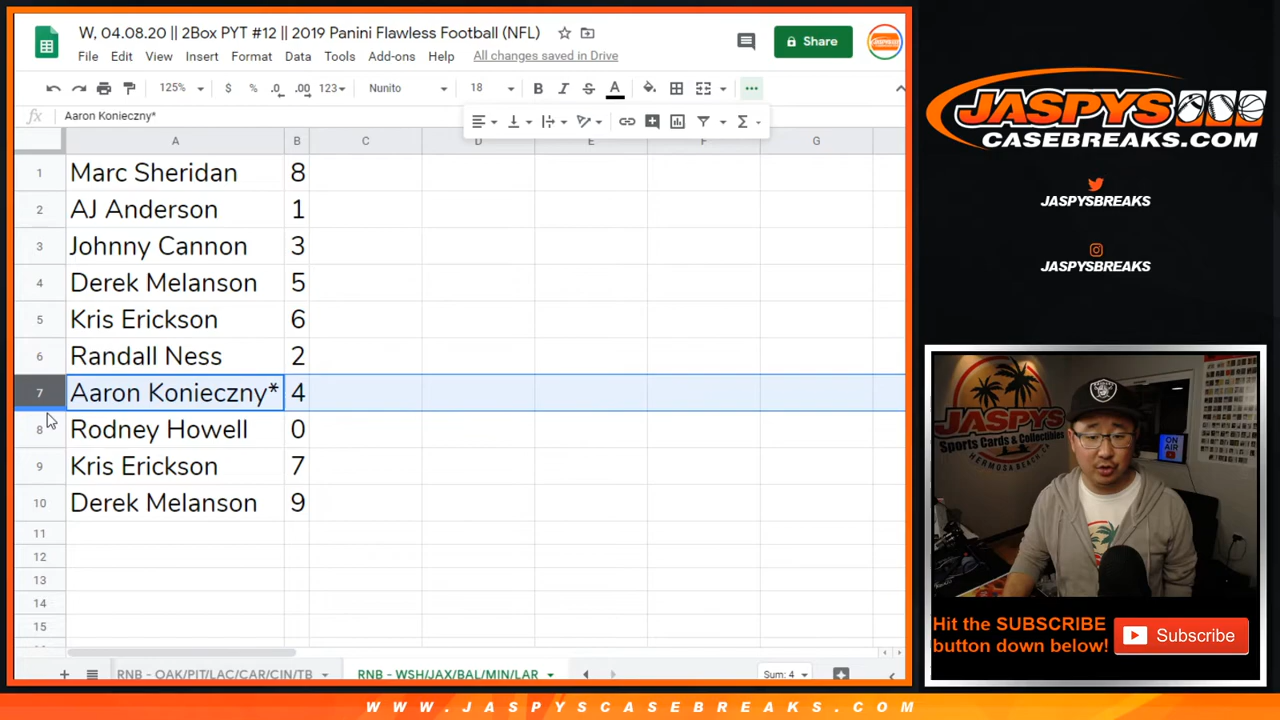 W, 04.08.20 || 2Box PYT #12 || 2019 Panini Flawless Football (NFL)
File Edit View Insert Format Data Tools Add-ons Help All changes saved in Drive
Share
125% $ % .0 .00 123 Nunito 18 B I S A
fx Aaron Konieczny*
A B C D E F G
1 Marc Sheridan 8
2 AJ Anderson 1
3 Johnny Cannon 3
4 Derek Melanson 5
5 Kris Erickson 6
6 Randall Ness 2
7 Aaron Konieczny* 4
8 Rodney Howell 0
9 Kris Erickson 7
10 Derek Melanson 9
11
12
13
14
15
RNB - OAK/PIT/LAC/CAR/CIN/TB RNB - WSH/JAX/BAL/MIN/LAR Sum: 4
JASPYS
CASEBREAKS.COM
JASPYSBREAKS
JASPYSBREAKS
JASPYS
Sports Cards & Collectibles
HERMOSA BEACH, CA
ON AIR
Hit the SUBSCRIBE
button down below!
Subscribe
WWW.JASPYSCASEBREAKS.COM